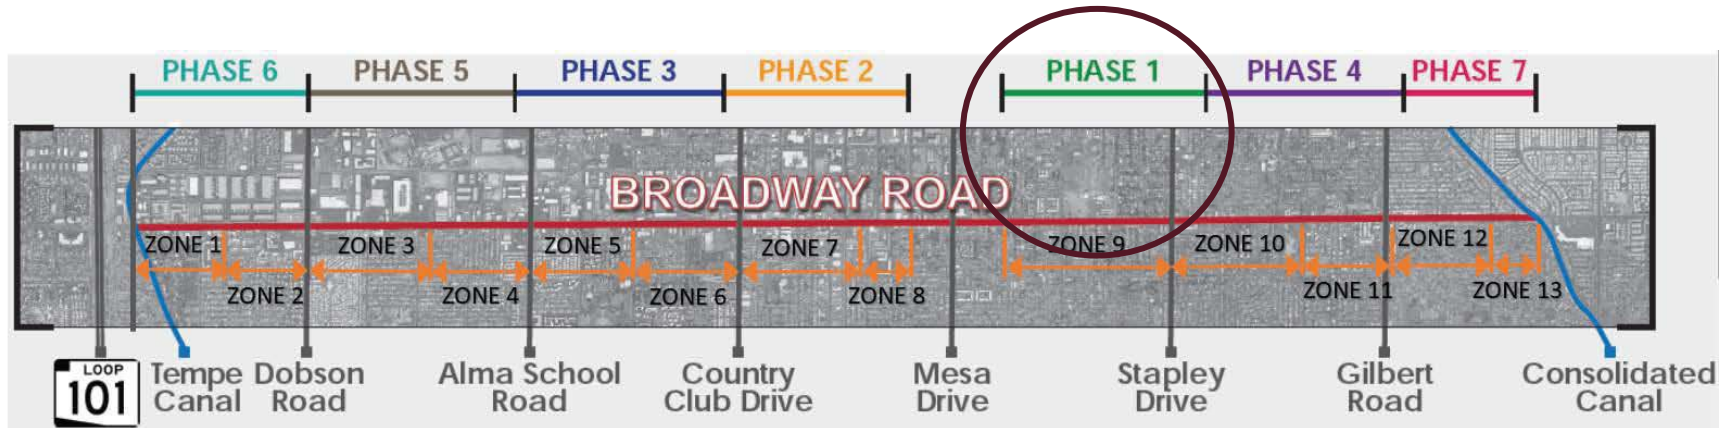 PHASE 6
PHASE 5
PHASE 3
PHASE 2
PHASE 1
PHASE 4
PHASE 7
BROADWAY ROAD
ZONE 1
ZONE 2
ZONE 3
ZONE 4
ZONE 5
ZONE 6
ZONE 7
ZONE 8
ZONE 9
ZONE 10
ZONE 11
ZONE 12
ZONE 13
LOOP
101
Tempe
Canal
Dobson
Road
Alma School
Road
Country
Club Drive
Mesa
Drive
Stapley
Drive
Gilbert
Road
Consolidated
Canal